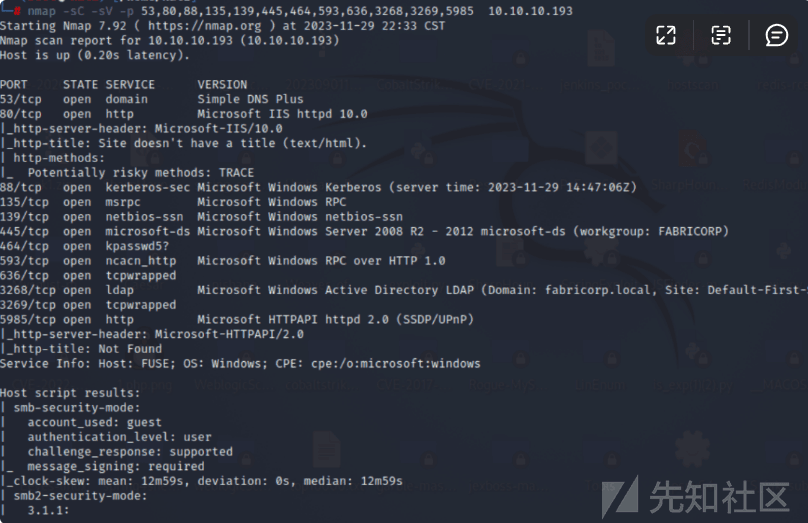 nmap -sC -sV -p 53,80,88,135,139,445,464,593,636,3268,3269,5985 10.10.10.193
Starting Nmap 7.92 ( https://nmap.org ) at 2023-11-29 22:33 CST
Nmap scan report for 10.10.10.193 (10.10.10.193)
Host is up (0.20s latency).
PORT STATE SERVICE VERSION
53/tcp open domain Simple DNS Plus
80/tcp open http Microsoft IIS httpd 10.0
|_http-server-header: Microsoft-IIS/10.0
|_http-title: Site doesn't have a title (text/html).
| http-methods:
|_ Potentially risky methods: TRACE
88/tcp open kerberos-sec Microsoft Windows Kerberos (server time: 2023-11-29 14:47:06Z)
135/tcp open msrpc Microsoft Windows RPC
139/tcp open netbios-ssn Microsoft Windows netbios-ssn
445/tcp open microsoft-ds Microsoft Windows Server 2008 R2 - 2012 microsoft-ds (workgroup: FABRICORP)
464/tcp open kpasswd5?
593/tcp open ncacn_http Microsoft Windows RPC over HTTP 1.0
636/tcp open tcpwrapped
3268/tcp open ldap Microsoft Windows Active Directory LDAP (Domain: fabricorp.local, Site: Default-First-
3269/tcp open tcpwrapped
5985/tcp open http Microsoft HTTPAPI httpd 2.0 (SSDP/UPnP)
|_http-server-header: Microsoft-HTTPAPI/2.0
|_http-title: Not Found
Service Info: Host: FUSE; OS: Windows; CPE: cpe:/o:microsoft:windows
Host script results:
| smb-security-mode:
| account_used: guest
| authentication_level: user
| challenge_response: supported
|_ message_signing: required
|_clock-skew: mean: 12m59s, deviation: 0s, median: 12m59s
| smb2-security-mode:
| 3.1.1:
先知社区